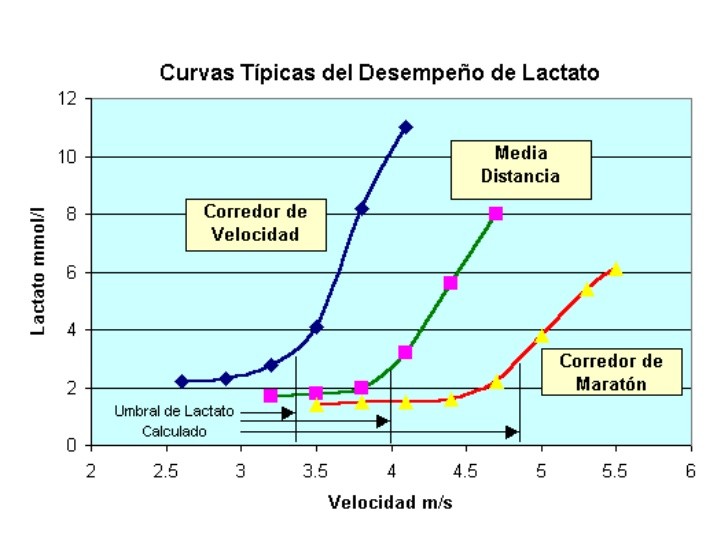 Curvas Típicas del Desempeño de Lactato
12
10
8
6
4
2
0
Lactato mmol/l
Corredor de
Velocidad
Media
Distancia
Corredor de
Maratón
Umbral de Lactato
Calculado
2 2.5 3 3.5 4 4.5 5 5.5 6
Velocidad m/s